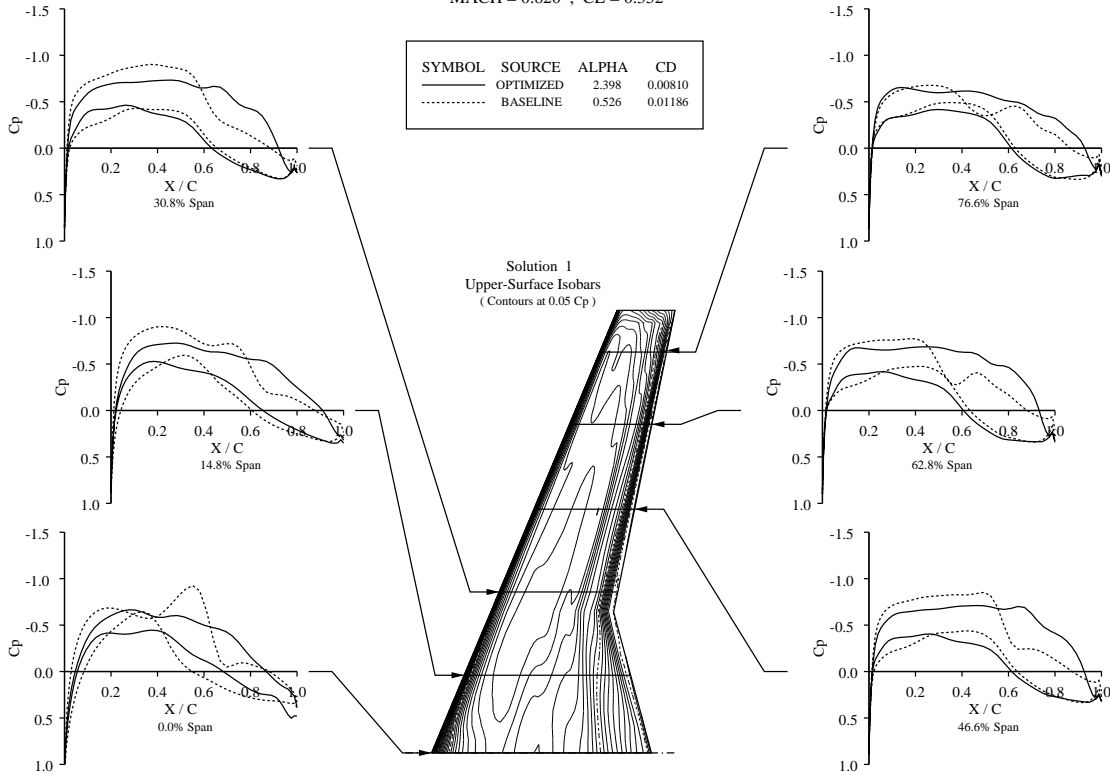 MACH = 0.820 , CL = 0.352
SYMBOL SOURCE ALPHA CD
OPTIMIZED 2.398 0.00810
BASELINE 0.526 0.01186
Solution 1
Upper-Surface Isobars
( Contours at 0.05 Cp )
-1.5
-1.0
-0.5
0.0
0.5
1.0
Cp
0.2 0.4 0.6 0.8 1.0
X / C
30.8% Span
-1.5
-1.0
-0.5
0.0
0.5
1.0
Cp
0.2 0.4 0.6 0.8 1.0
X / C
76.6% Span
-1.5
-1.0
-0.5
0.0
0.5
1.0
Cp
0.2 0.4 0.6 0.8 1.0
X / C
14.8% Span
-1.5
-1.0
-0.5
0.0
0.5
1.0
Cp
0.2 0.4 0.6 0.8 1.0
X / C
62.8% Span
-1.5
-1.0
-0.5
0.0
0.5
1.0
Cp
0.2 0.4 0.6 0.8 1.0
X / C
0.0% Span
-1.5
-1.0
-0.5
0.0
0.5
1.0
Cp
0.2 0.4 0.6 0.8 1.0
X / C
46.6% Span